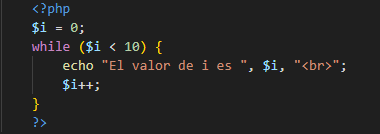 <?php
$i = 0;
while ($i < 10) {
    echo "El valor de i es ", $i, "<br>";
    $i++;
}
?>